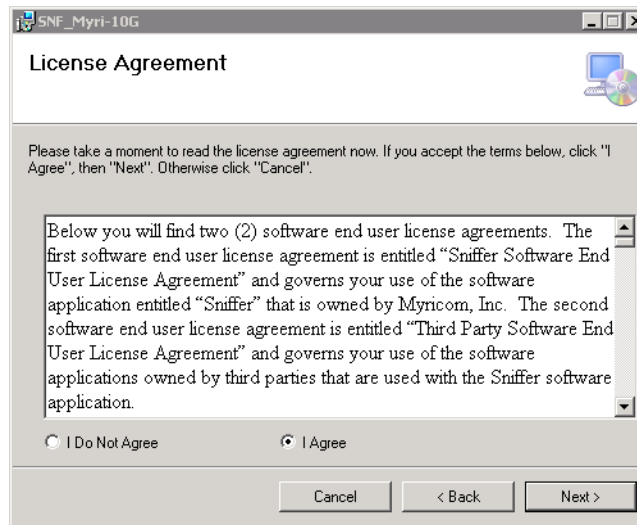 SNF_Myri-10G
License Agreement
Please take a moment to read the license agreement now. If you accept the terms below, click "I
Agree", then "Next". Otherwise click "Cancel".
Below you will find two (2) software end user license agreements. The
first software end user license agreement is entitled “Sniffer Software End
User License Agreement” and governs your use of the software
application entitled “Sniffer” that is owned by Myricom, Inc. The second
software end user license agreement is entitled “Third Party Software End
User License Agreement” and governs your use of the software
applications owned by third parties that are used with the Sniffer software
application.
I Do Not Agree
I Agree
Cancel
< Back
Next >